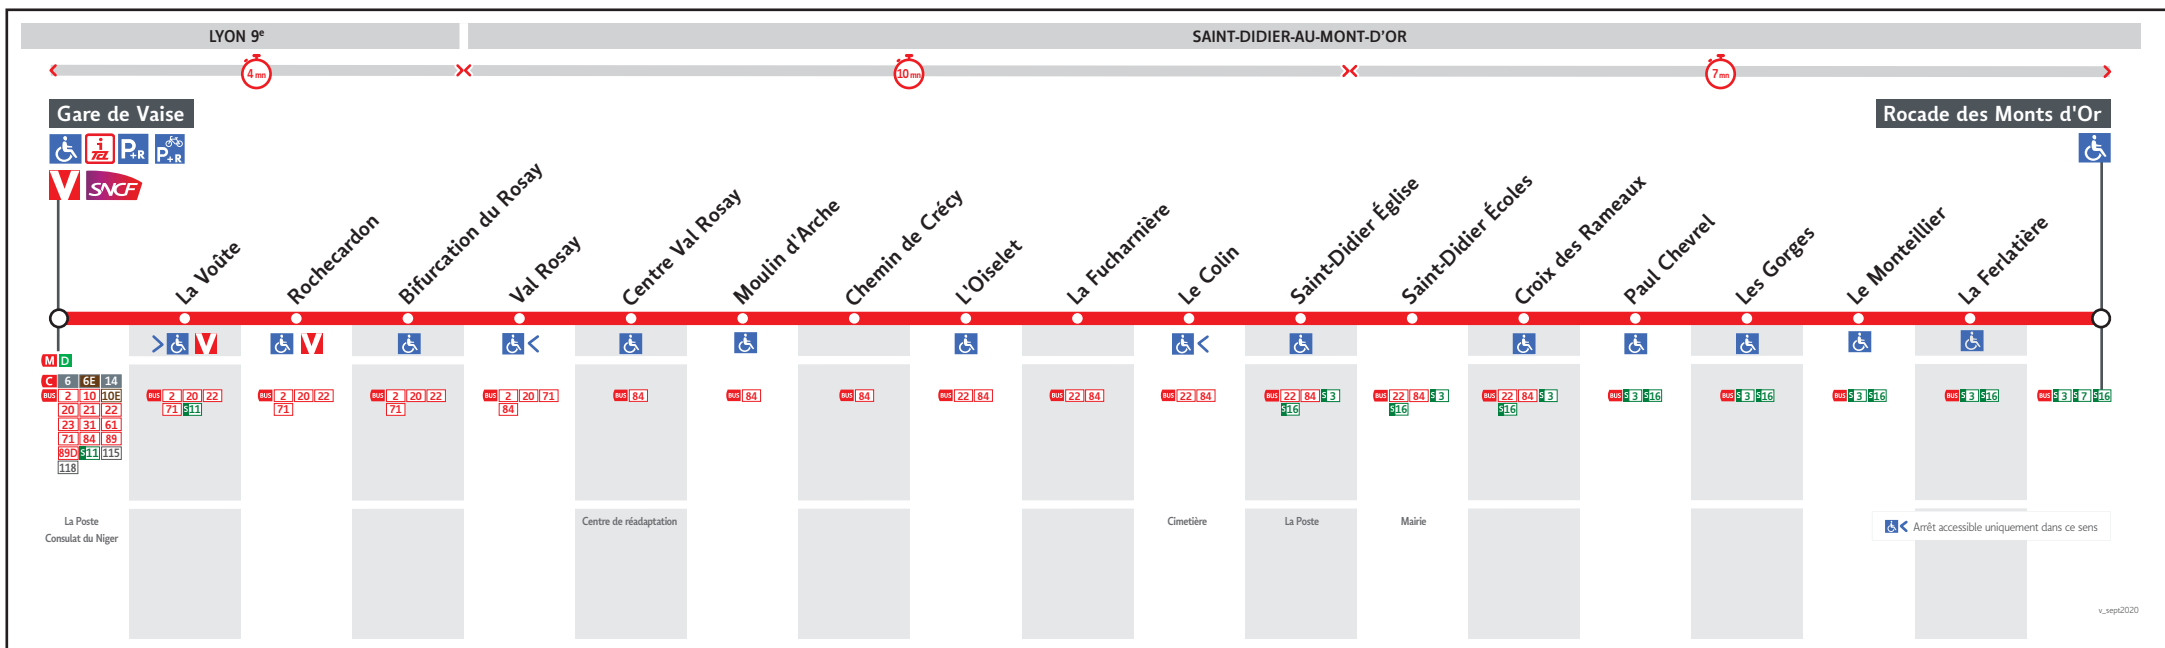 LYON 9e
SAINT-DIDIER-AU-MONT-D'OR
4 mn
10 mn
7 mn
Gare de Vaise
Rocade des Monts d'Or
i TCL P+R P+R
V SNCF
La Voûte
Rochecardon
Bifurcation du Rosay
Val Rosay
Centre Val Rosay
Moulin d'Arche
Chemin de Crécy
L'Oiselet
La Fucharnière
Le Colin
Saint-Didier Église
Saint-Didier Écoles
Croix des Rameaux
Paul Chevrel
Les Gorges
Le Monteillier
La Ferlatière
> V
V
<
<
M D
C 6 6E 14
BUS 2 10 10E
20 21 22
23 31 61
71 84 89
89D S11 115
118
BUS 2 20 22
71 S11
BUS 2 20 22
71
BUS 2 20 22
71
BUS 2 20 71
84
BUS 84
BUS 84
BUS 84
BUS 22 84
BUS 22 84
BUS 22 84
BUS 22 84 S3
S16
BUS 22 84 S3
S16
BUS 22 84 S3
S16
BUS S3 S16
BUS S3 S16
BUS S3 S16
BUS S3 S16
BUS S3 S7 S16
La Poste
Consulat du Niger
Centre de réadaptation
Cimetière
La Poste
Mairie
< Arrêt accessible uniquement dans ce sens
v_sept2020